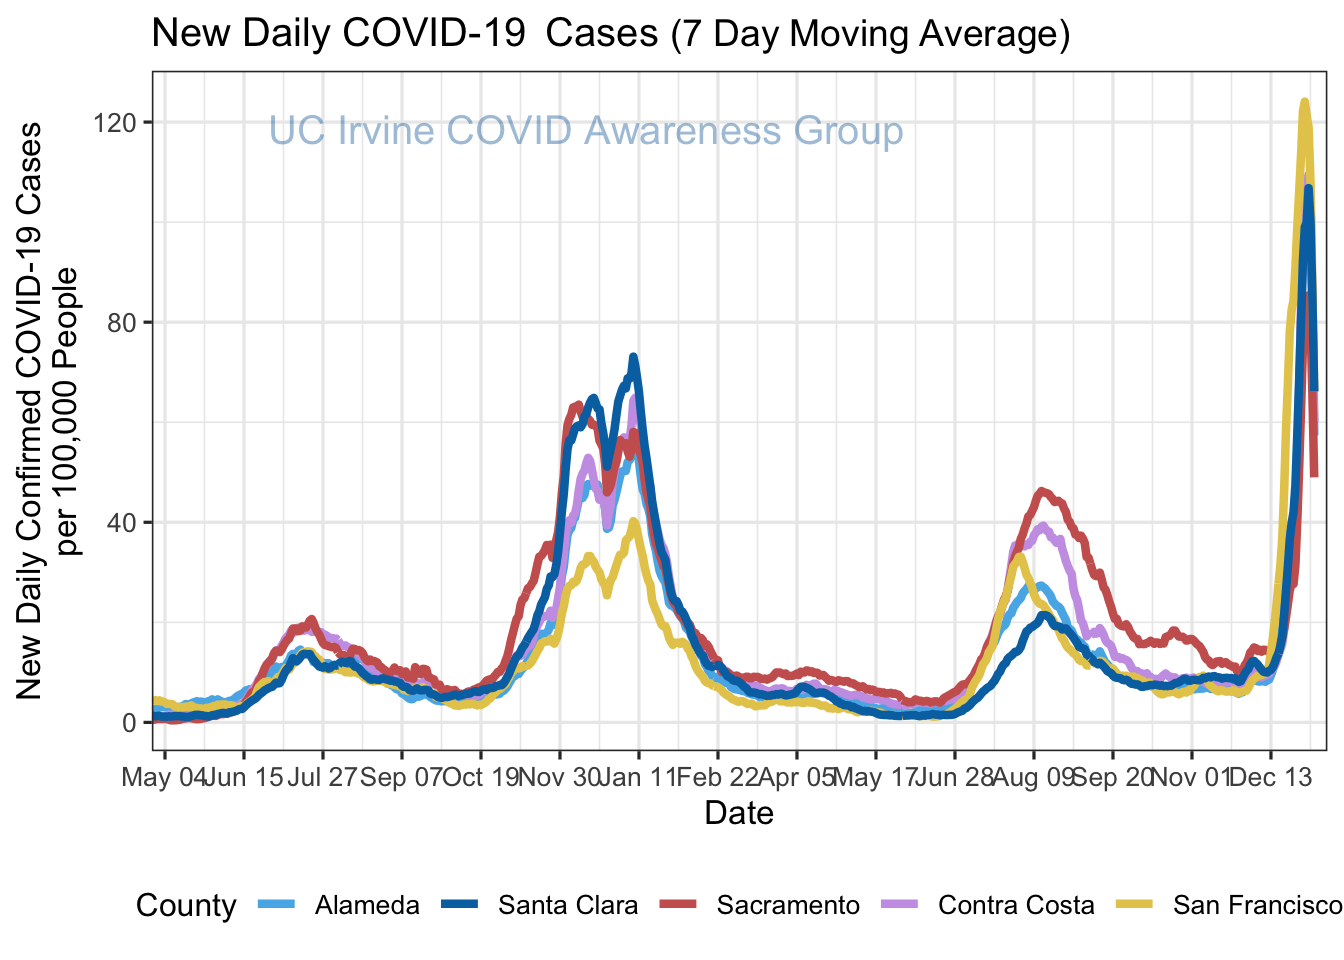 New Daily COVID-19 Cases (7 Day Moving Average)
UC Irvine COVID Awareness Group
New Daily Confirmed COVID-19 Cases
per 100,000 People
120
80
40
0
May 04 Jun 15 Jul 27 Sep 07 Oct 19 Nov 30 Jan 11 Feb 22 Apr 05 May 17 Jun 28 Aug 09 Sep 20 Nov 01 Dec 13
Date
County Alameda Santa Clara Sacramento Contra Costa San Francisco